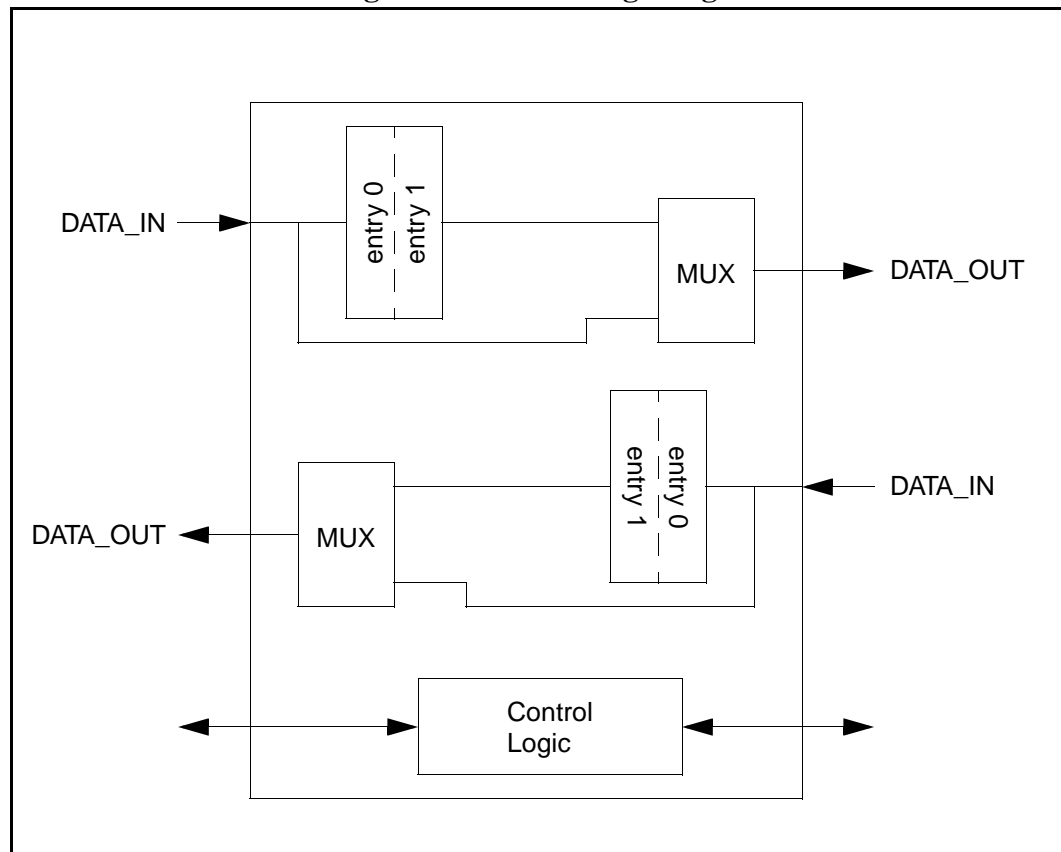 entry 0
entry 1
DATA_IN
MUX
DATA_OUT
entry 1
entry 0
DATA_IN
DATA_OUT
MUX
Control
Logic